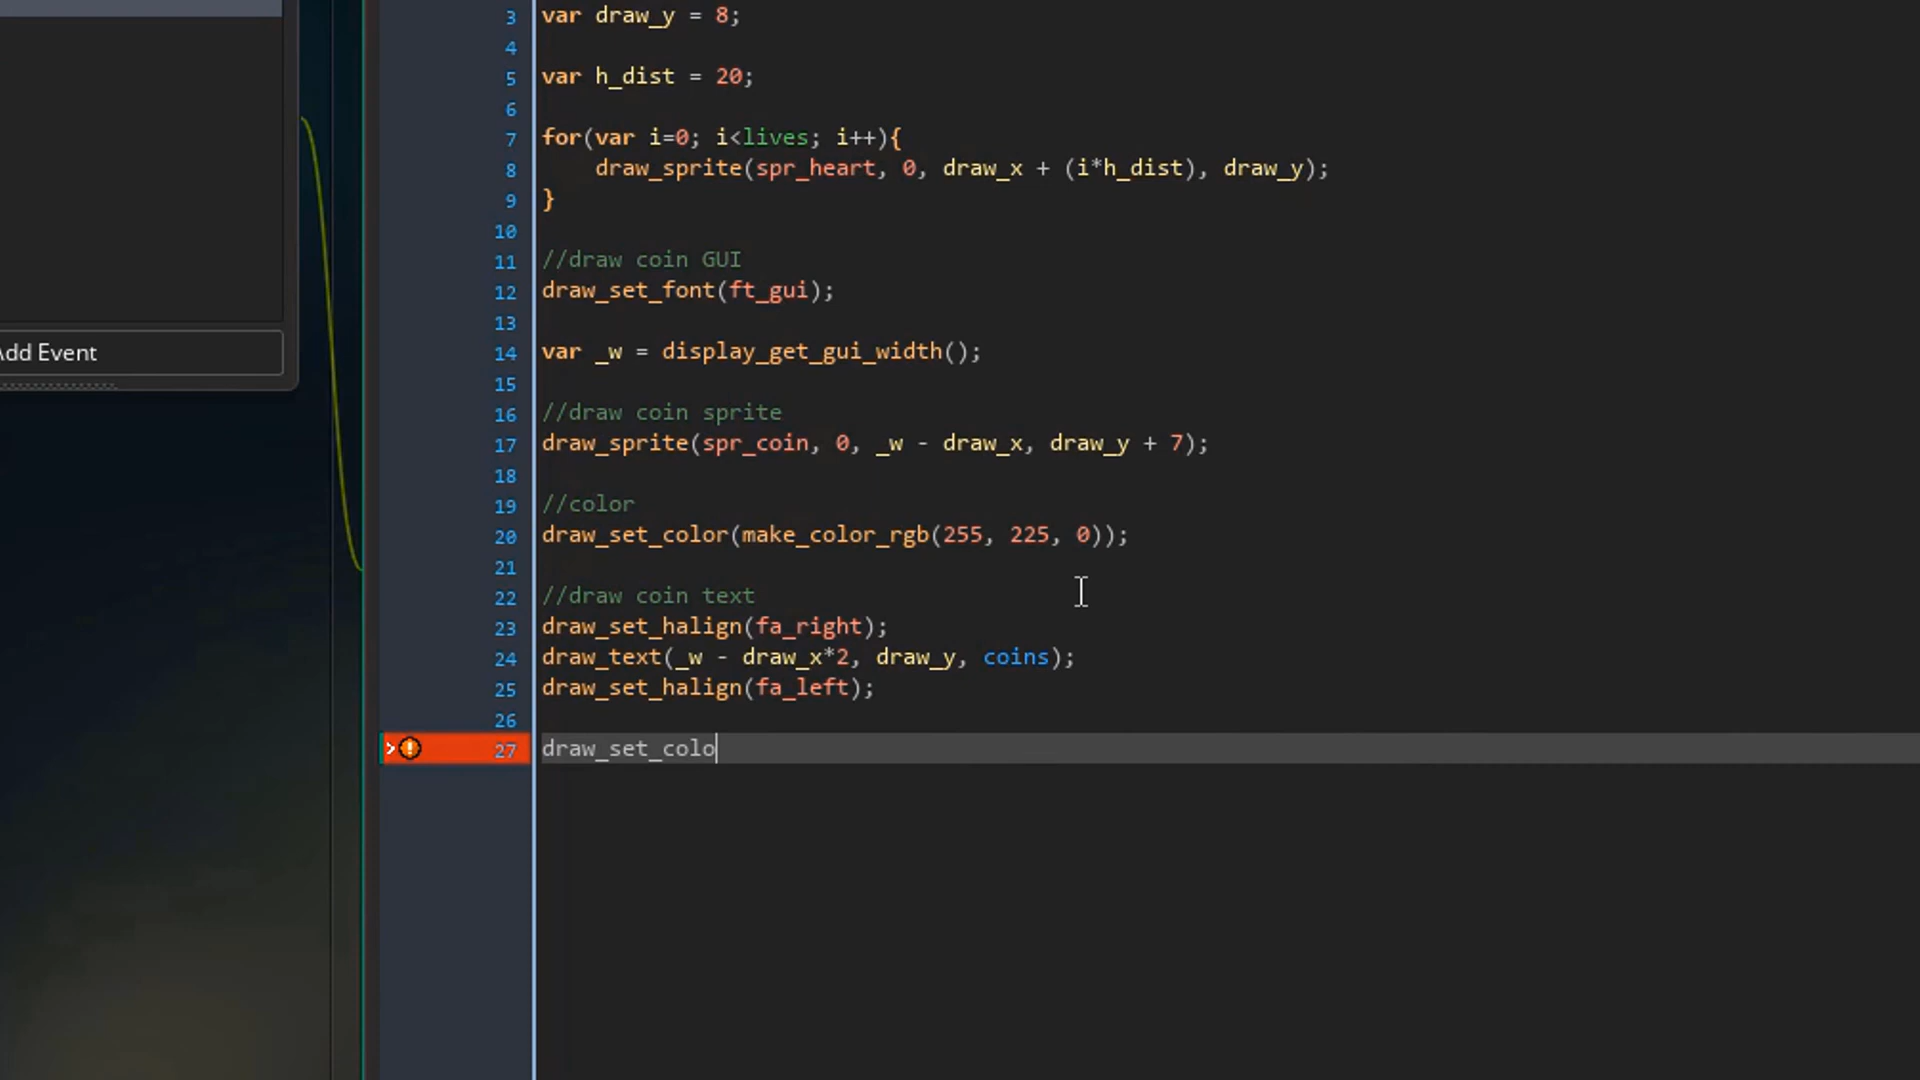 3 var draw_y = 8;
4
5 var h_dist = 20;
6
7 for(var i=0; i<lives; i++){
8 draw_sprite(spr_heart, 0, draw_x + (i*h_dist), draw_y);
9 }
10
11 //draw coin GUI
12 draw_set_font(ft_gui);
13
14 var _w = display_get_gui_width();
15
16 //draw coin sprite
17 draw_sprite(spr_coin, 0, _w - draw_x, draw_y + 7);
18
19 //color
20 draw_set_color(make_color_rgb(255, 225, 0));
21
22 //draw coin text
23 draw_set_halign(fa_right);
24 draw_text(_w - draw_x*2, draw_y, coins);
25 draw_set_halign(fa_left);
26
27 draw_set_colo
Add Event